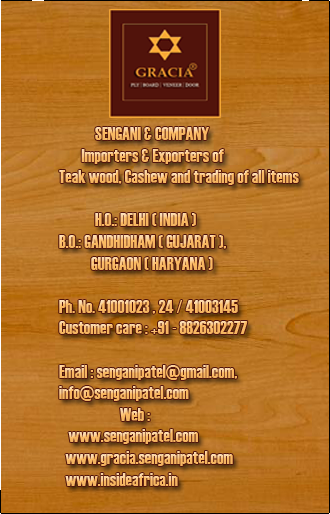 GRACIA®
PLY | BOARD | VENEER | DOOR
SENGANI & COMPANY
Importers & Exporters of
Teak wood, Cashew and trading of all items
H.O.: DELHI ( INDIA )
B.O.: GANDHIDHAM ( GUJARAT ),
GURGAON ( HARYANA )
Ph. No. 41001023 , 24 / 41003145
Customer care : +91 - 8826302277
Email : senganipatel@gmail.com,
info@senganipatel.com
Web :
www.senganipatel.com
www.gracia.senganipatel.com
www.insideafrica.in